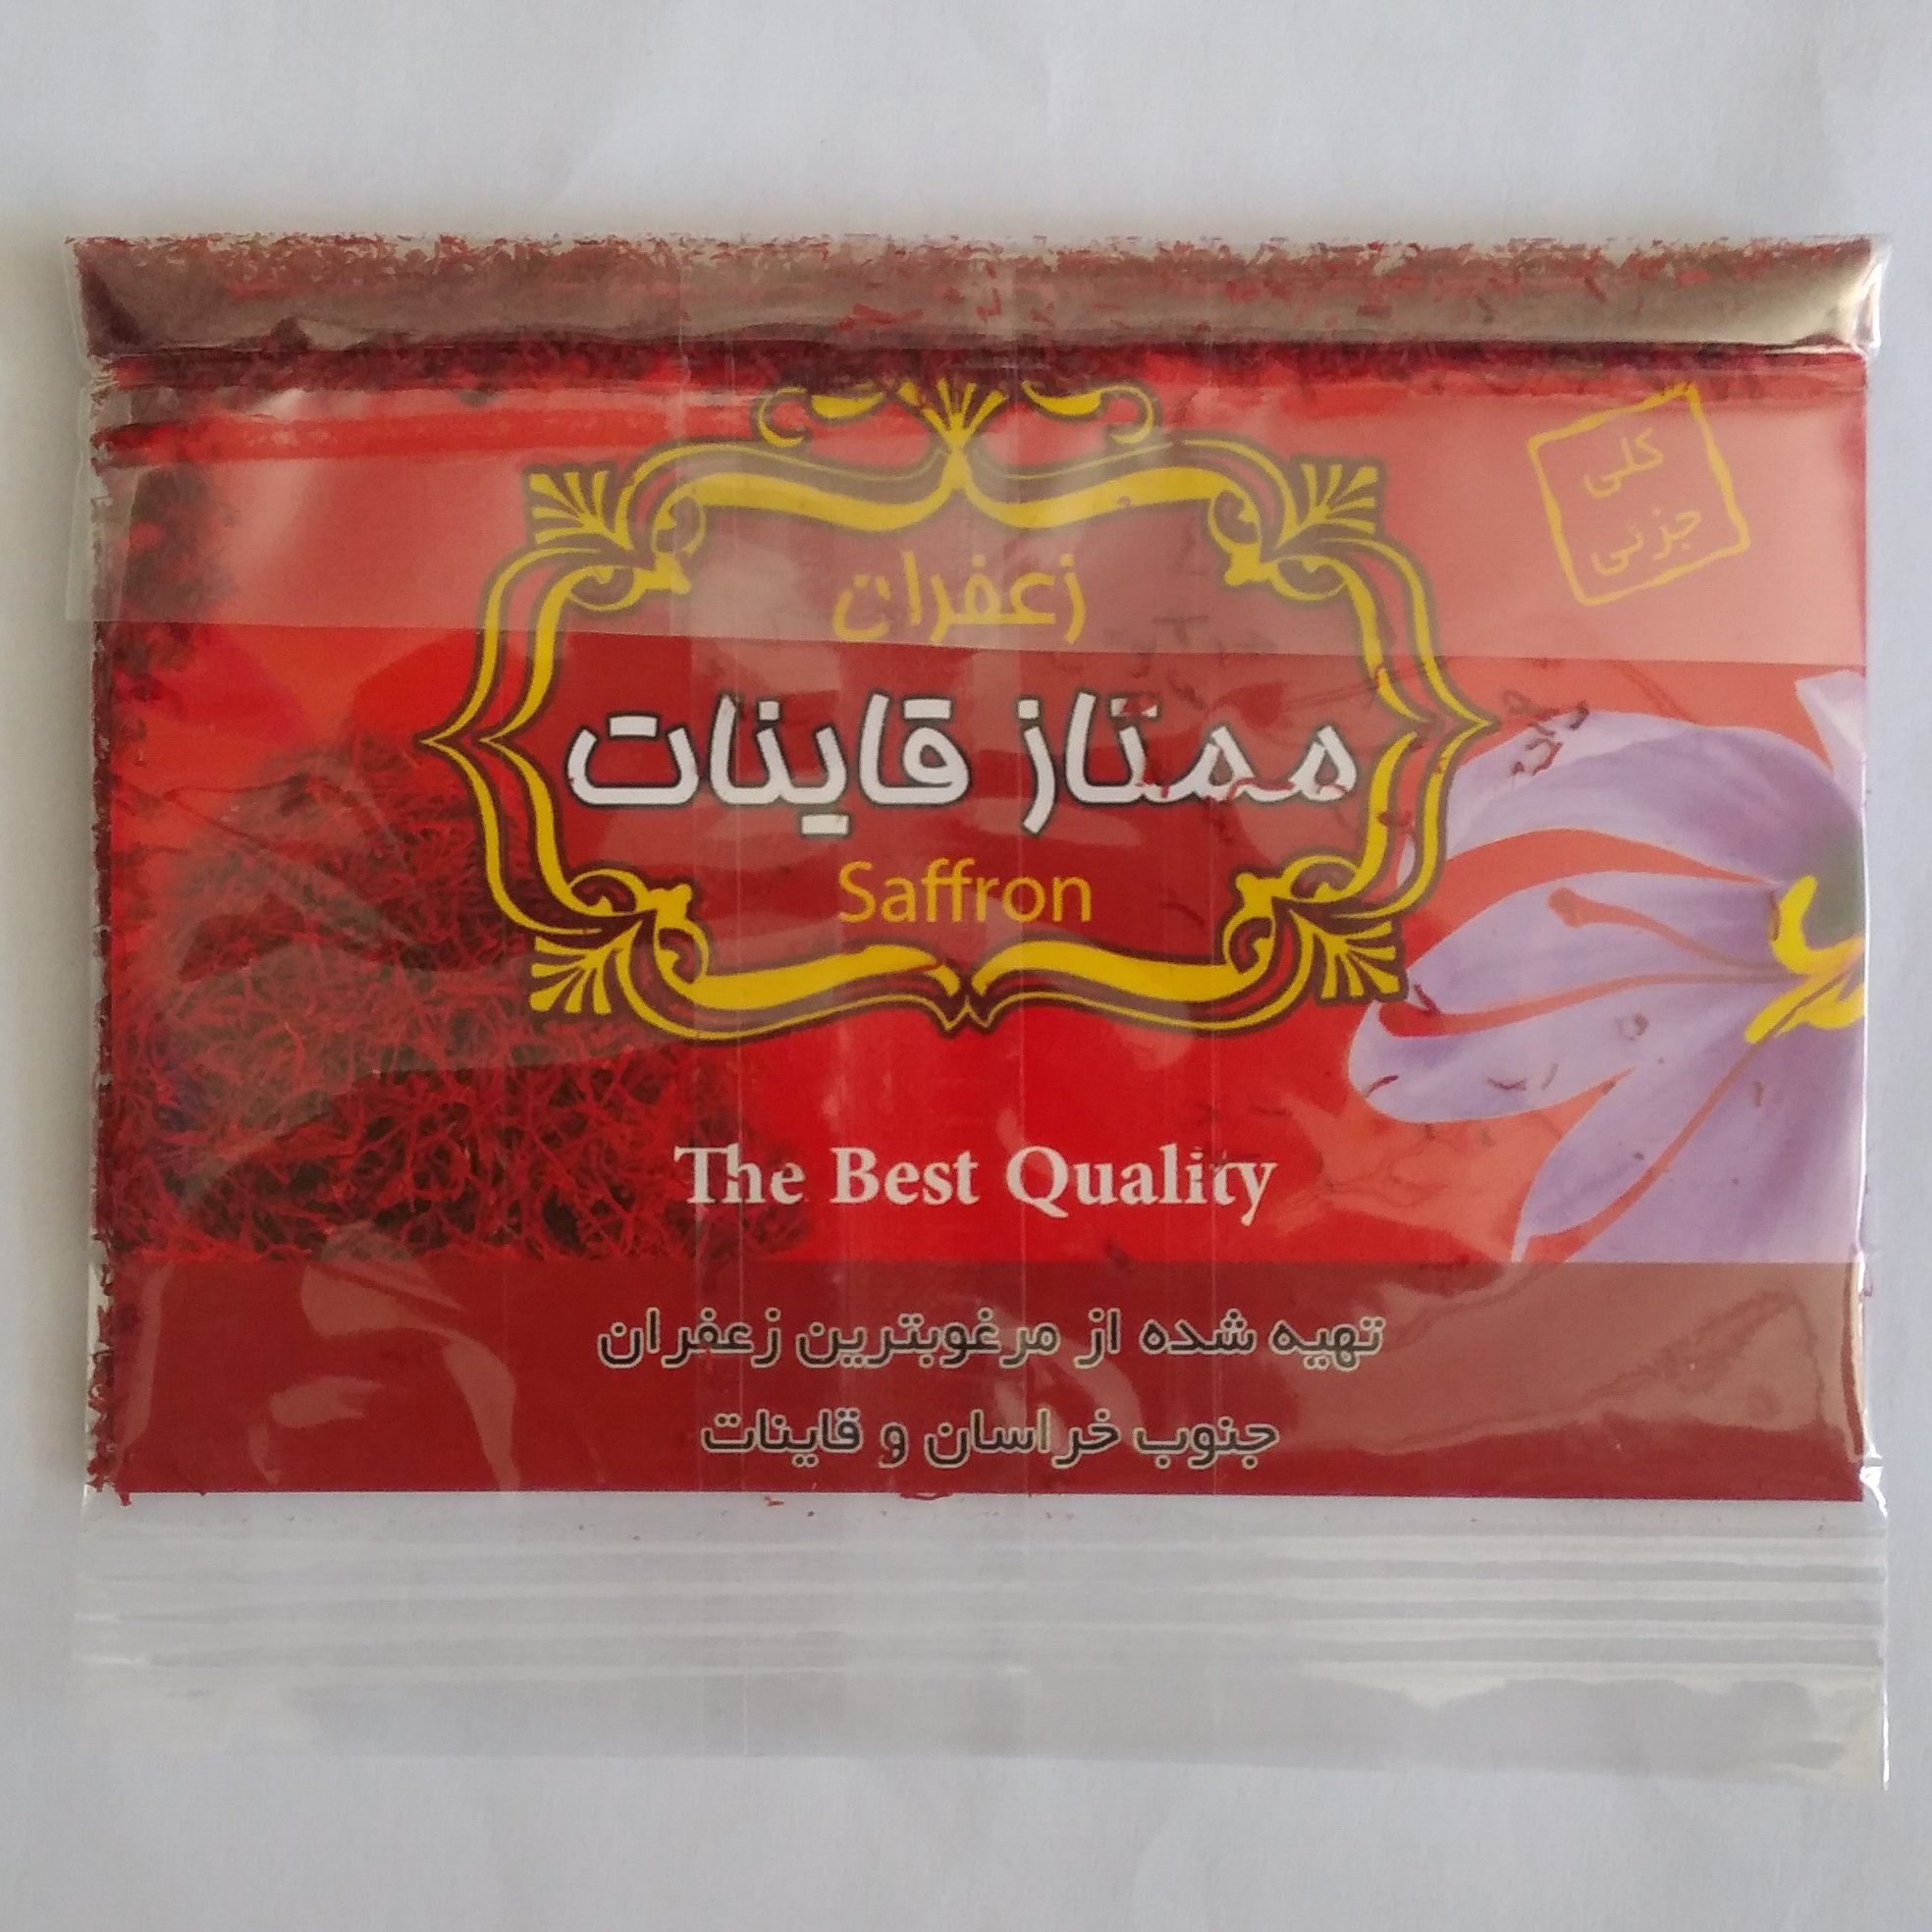 کلی
جزئی
زعفران
ممتاز قاینات
Saffron
The Best Quality
تهیه شده از مرغوبترین زعفران
جنوب خراسان و قاینات